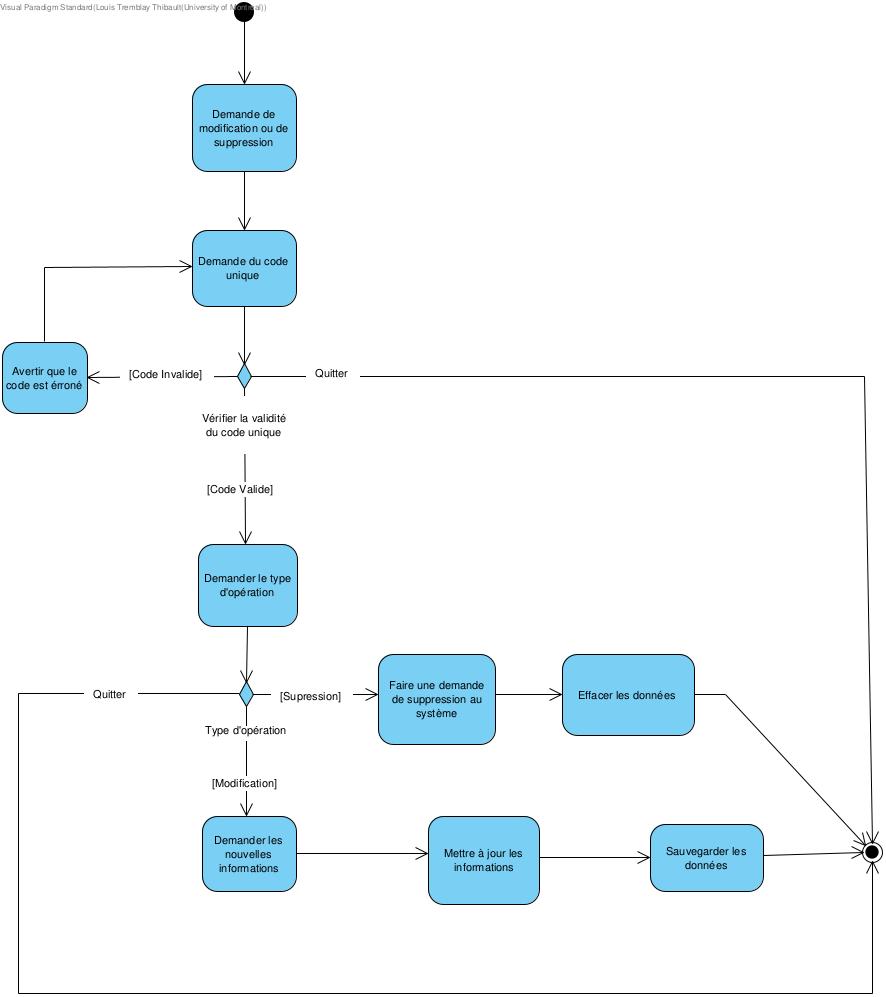 Visual Paradigm Standard(Louis Tremblay Thibault(University of Montreal))
Demande de
modification ou de
suppression
Demande du code
unique
Avertir que le
code est érroné
[Code Invalide]
Quitter
Vérifier la validité
du code unique
[Code Valide]
Demander le type
d'opération
Quitter
[Supression]
Faire une demande
de suppression au
système
Effacer les données
Type d'opération
[Modification]
Demander les
nouvelles
informations
Mettre à jour les
informations
Sauvegarder les
données